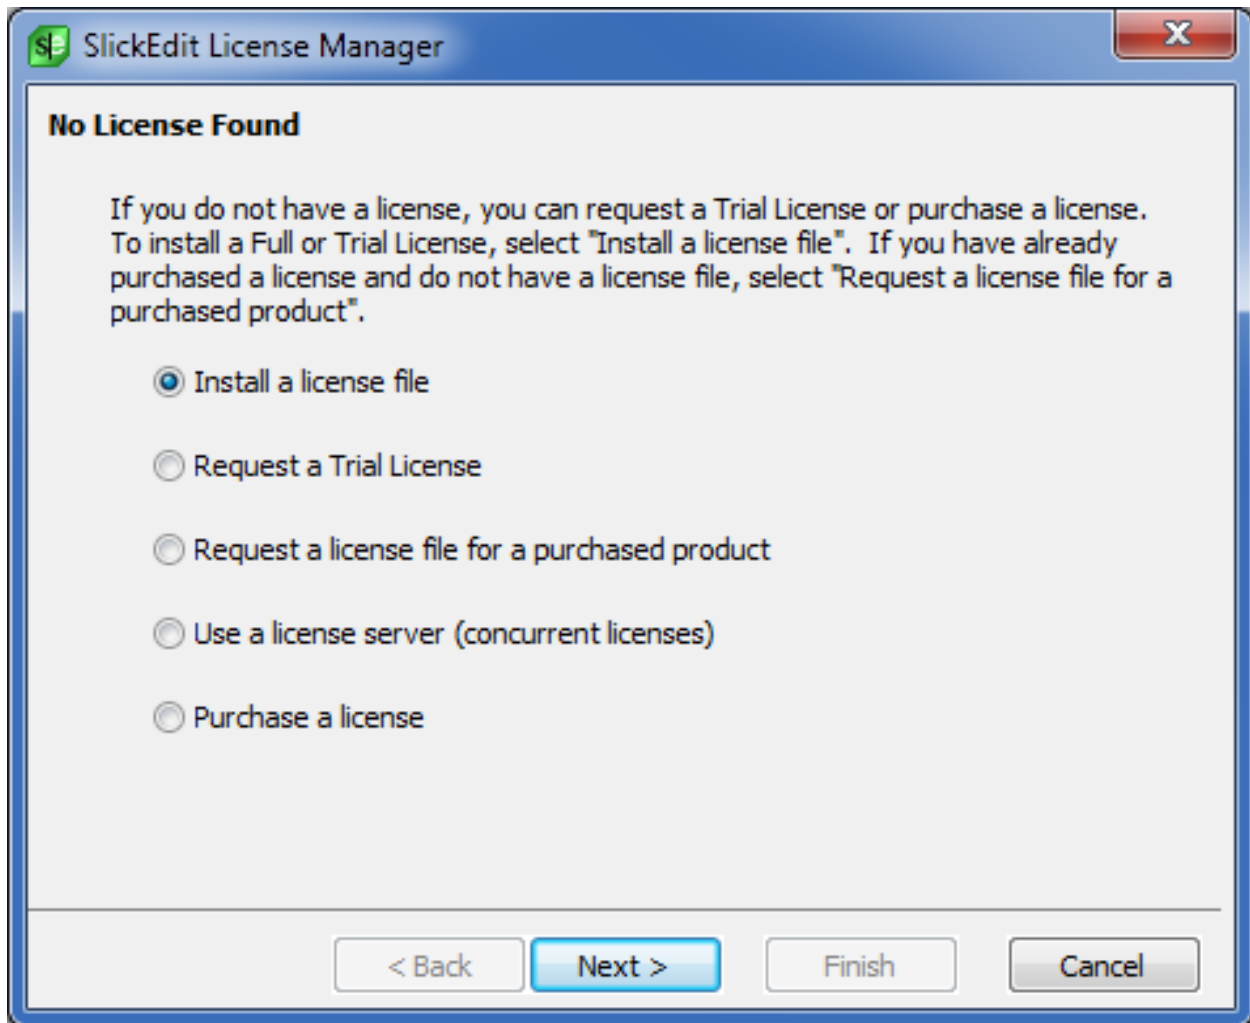 SlickEdit License Manager
No License Found
If you do not have a license, you can request a Trial License or purchase a license.
To install a Full or Trial License, select "Install a license file".  If you have already
purchased a license and do not have a license file, select "Request a license file for a
purchased product".
Install a license file
Request a Trial License
Request a license file for a purchased product
Use a license server (concurrent licenses)
Purchase a license
< Back Next > Finish Cancel